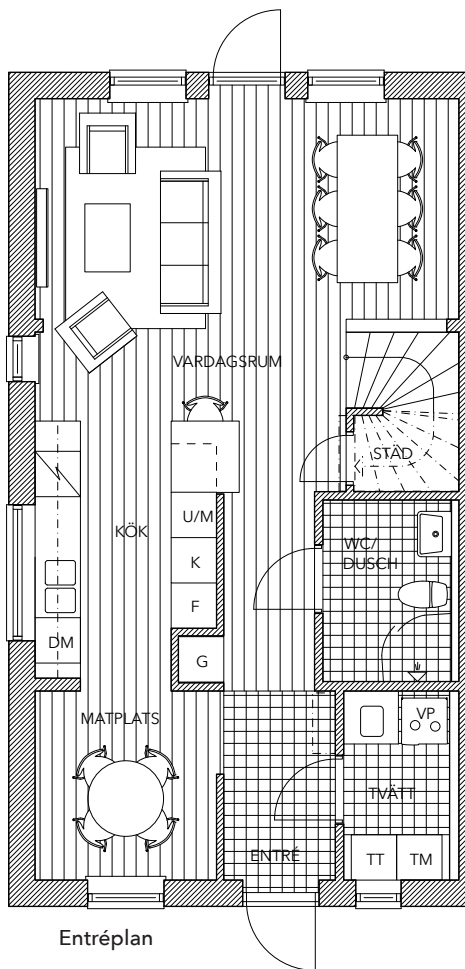 VARDAGSRUM
STÄD
U/M
KÖK
WC/
DUSCH
K
F
DM
G
MATPLATS
VP
TVÄTT
ENTRÉ
TT
TM
Entréplan